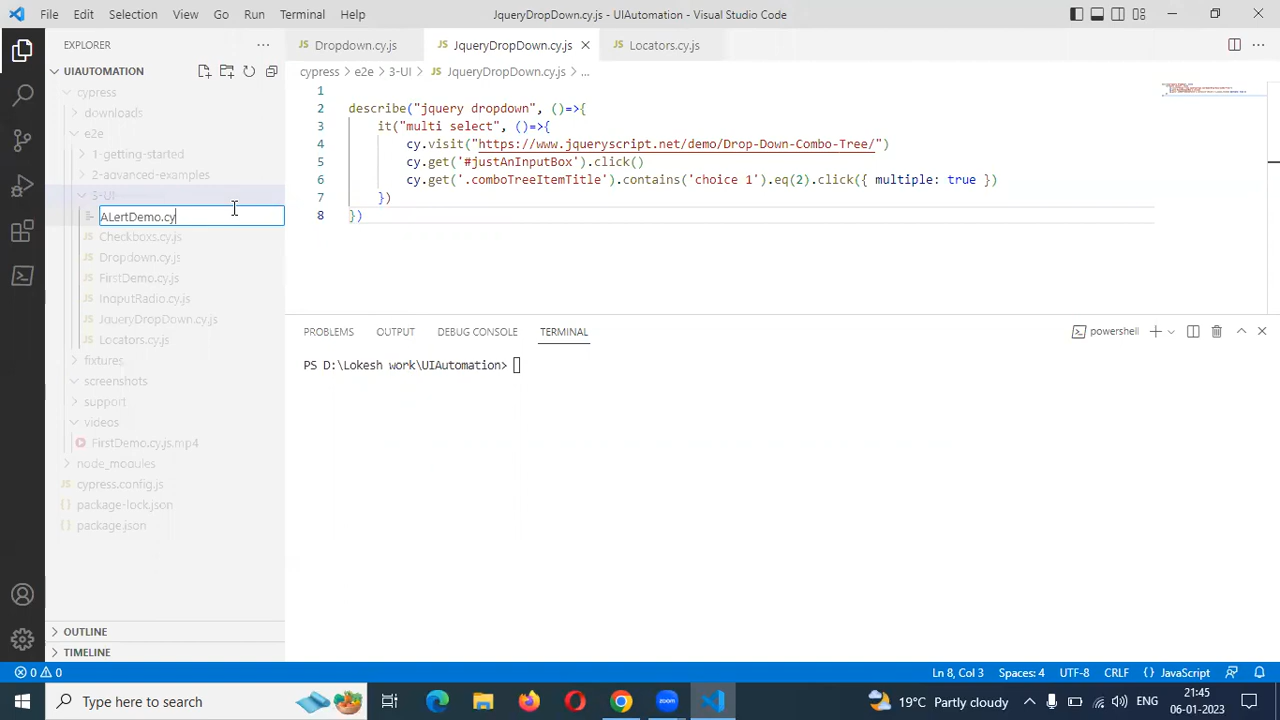 File Edit Selection View Go Run Terminal Help
JqueryDropDown.cy.js - UIAutomation - Visual Studio Code
EXPLORER
UIAUTOMATION
cypress
downloads
e2e
1-getting-started
2-advanced-examples
3-UI
ALertDemo.cy
Checkboxs.cy.js
Dropdown.cy.js
FirstDemo.cy.js
InoputRadio.cy.js
JqueryDropDown.cy.js
Locators.cy.js
fixtures
screenshots
support
videos
FirstDemo.cy.js.mp4
node_modules
cypress.config.js
package-lock.json
package.json
OUTLINE
TIMELINE
Dropdown.cy.js JqueryDropDown.cy.js Locators.cy.js
cypress > e2e > 3-UI > JS JqueryDropDown.cy.js > ...
1
2 describe("jquery dropdown", ()=>{
3 it("multi select", ()=>{
4 cy.visit("https://www.jqueryscript.net/demo/Drop-Down-Combo-Tree/")
5 cy.get('#justAnInputBox').click()
6 cy.get('.comboTreeItemTitle').contains('choice 1').eq(2).click({ multiple: true })
7 })
8 })
PROBLEMS OUTPUT DEBUG CONSOLE TERMINAL
powershell
PS D:\Lokesh work\UIAutomation>
0 0
Ln 8, Col 3 Spaces: 4 UTF-8 CRLF {} JavaScript
Type here to search
zoom
19°C Partly cloudy
ENG
21:45
06-01-2023